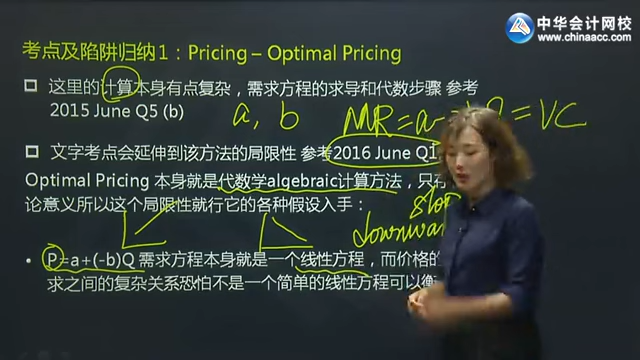 中华会计网校
www.chinaacc.com
考点及陷阱归纳1：Pricing – Optimal Pricing
这里的计算本身有点复杂，需求方程的求导和代数步骤 参考
2015 June Q5 (b)
a, b
MR=a- = VC
文字考点会延伸到该方法的局限性 参考2016 June Q1
Optimal Pricing 本身就是代数学algebraic计算方法，只有
论意义所以这个局限性就行它的各种假设入手：
slop
downwar
P=a+(-b)Q 需求方程本身就是一个线性方程，而价格的
求之间的复杂关系恐怕不是一个简单的线性方程可以衡